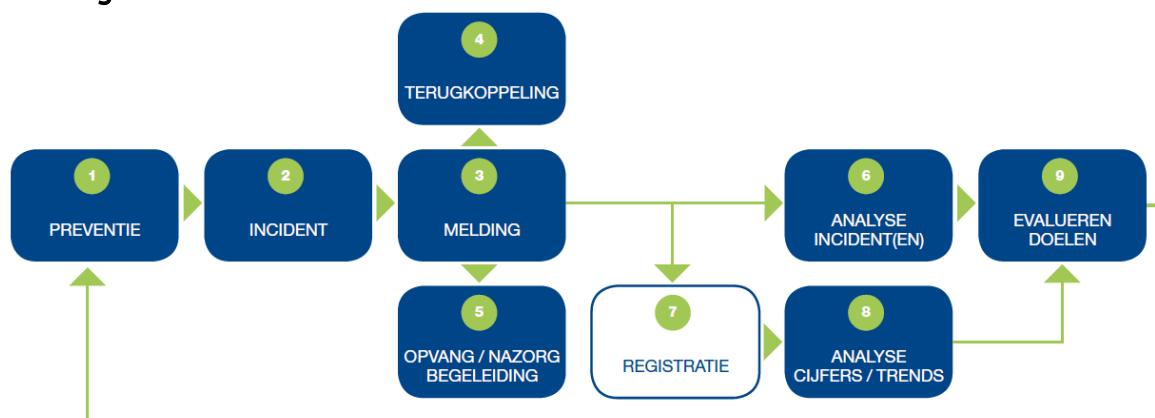 4
TERUGKOPPELING
1
PREVENTIE
2
INCIDENT
3
MELDING
6
ANALYSE
INCIDENT(EN)
9
EVALUEREN
DOELEN
5
OPVANG / NAZORG
BEGELEIDING
7
REGISTRATIE
8
ANALYSE
CIJFERS / TRENDS